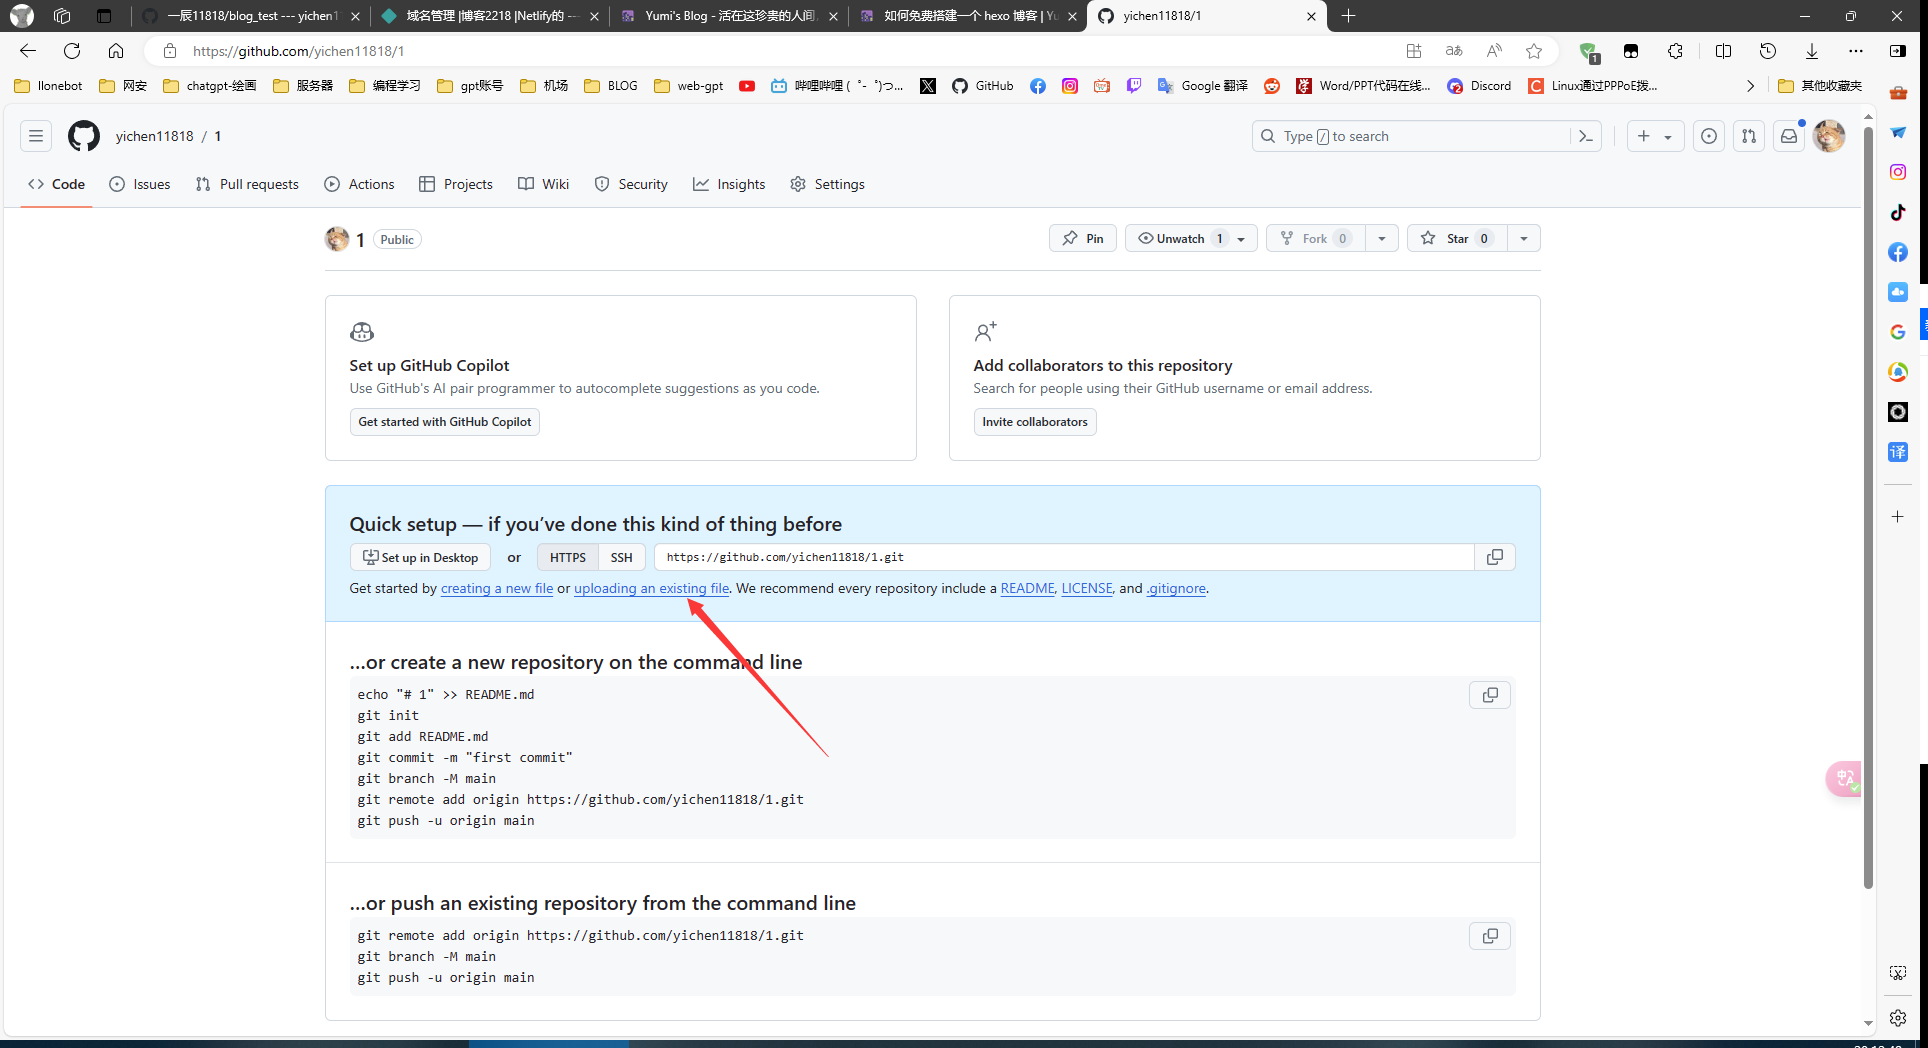 一辰11818/blog_test --- yichen1
域名管理 |博客2218 |Netlify的 ---
Yumi's Blog - 活在这珍贵的人间,
如何免费搭建一个 hexo 博客 | Yu
yichen11818/1
https://github.com/yichen11818/1
aあ
A
1
llonebot
网安
chatgpt-绘画
服务器
编程学习
gpt账号
机场
BLOG
web-gpt
哔哩哔哩 (゜-゜)つ...
GitHub
Google 翻译
Word/PPT代码在线...
Discord
Linux通过PPPoE拨...
其他收藏夹
yichen11818 / 1
Type / to search
Code
Issues
Pull requests
Actions
Projects
Wiki
Security
Insights
Settings
1 Public
Pin
Unwatch 1
Fork 0
Star 0
Set up GitHub Copilot
Use GitHub's AI pair programmer to autocomplete suggestions as you code.
Get started with GitHub Copilot
Add collaborators to this repository
Search for people using their GitHub username or email address.
Invite collaborators
Quick setup — if you’ve done this kind of thing before
Set up in Desktop or HTTPS SSH https://github.com/yichen11818/1.git
Get started by creating a new file or uploading an existing file. We recommend every repository include a README, LICENSE, and .gitignore.
…or create a new repository on the command line
echo "# 1" >> README.md
git init
git add README.md
git commit -m "first commit"
git branch -M main
git remote add origin https://github.com/yichen11818/1.git
git push -u origin main
…or push an existing repository from the command line
git remote add origin https://github.com/yichen11818/1.git
git branch -M main
git push -u origin main
译
中A